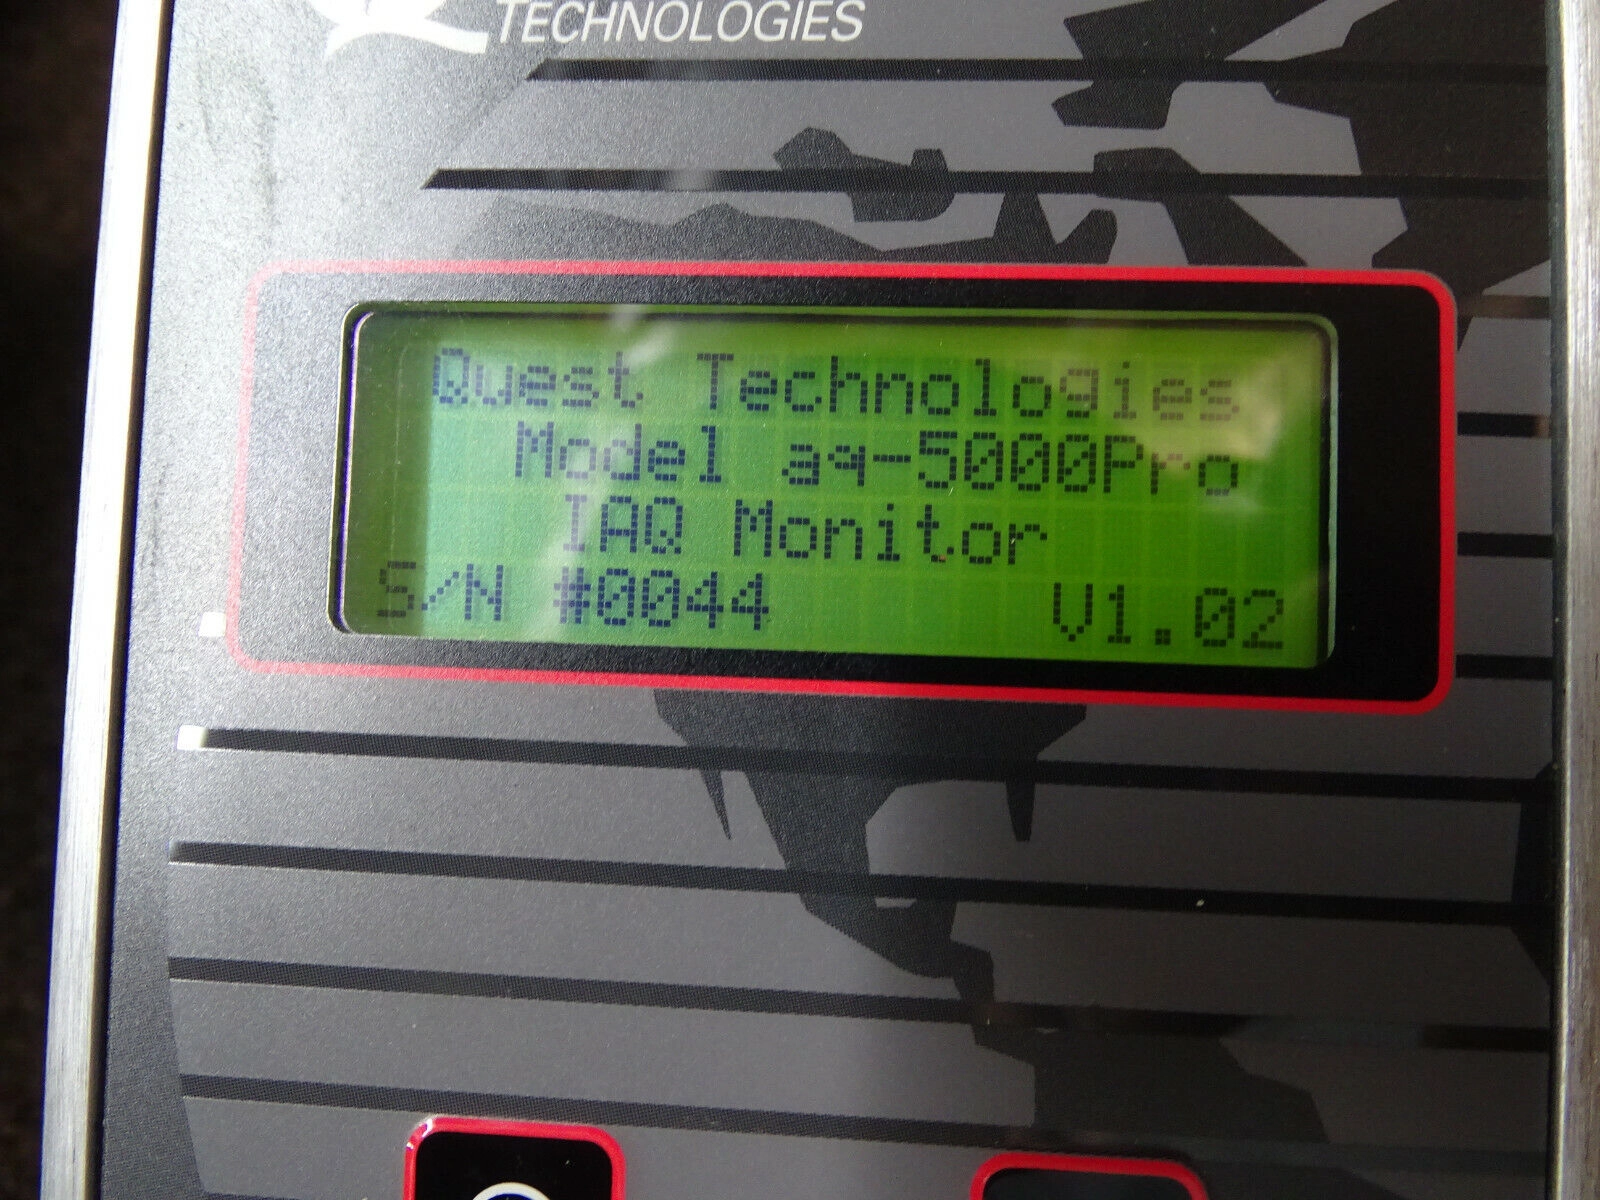 TECHNOLOGIES
Quest Technologies
Model aq-5000Pro
IAQ Monitor
S/N #0044 V1.02